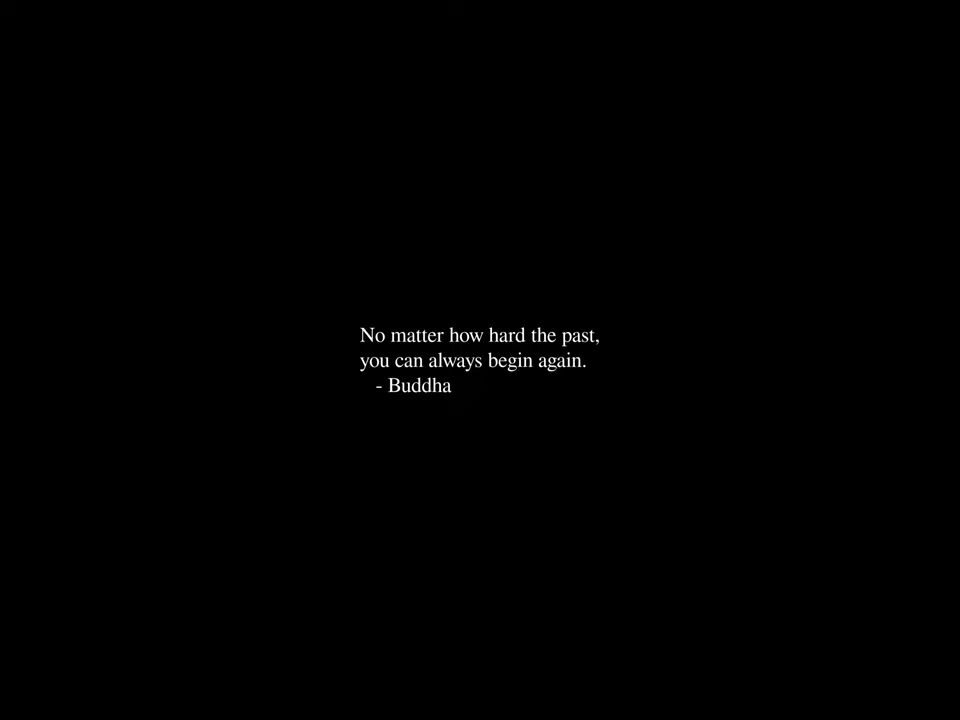 No matter how hard the past,
you can always begin again.
- Buddha